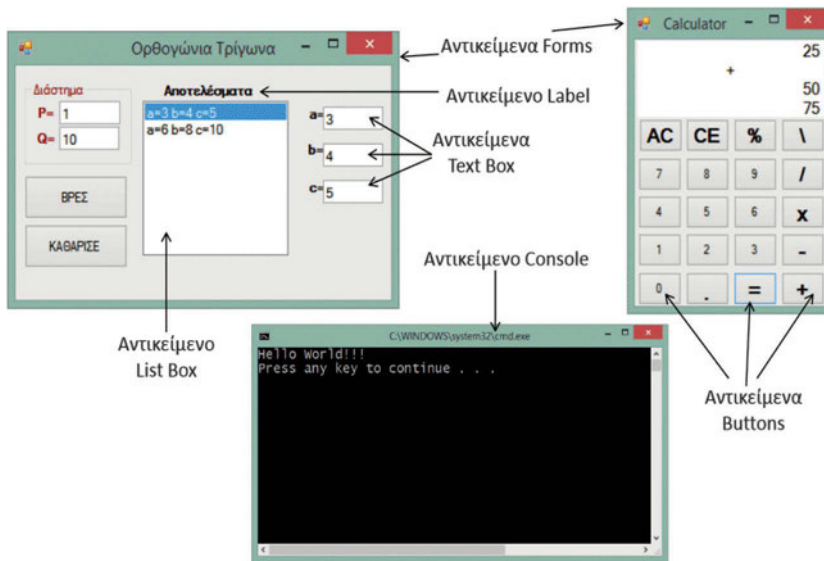 Ορθογώνια Τρίγωνα
Διάστημα
P= 1
Q= 10
ΒΡΕΣ
ΚΑΘΑΡΙΣΕ
Αποτελέσματα
a=3 b=4 c=5
a=6 b=8 c=10
a= 3
b= 4
c= 5
Αντικείμενα Forms
Αντικείμενο Label
Αντικείμενα
Text Box
Calculator
25
+
50
75
AC CE % \
7 8 9 /
4 5 6 x
1 2 3 -
0 . = +
Αντικείμενο Console
Αντικείμενο
List Box
C:\WINDOWS\system32\cmd.exe
Hello World!!!
Press any key to continue . . .
Αντικείμενα
Buttons